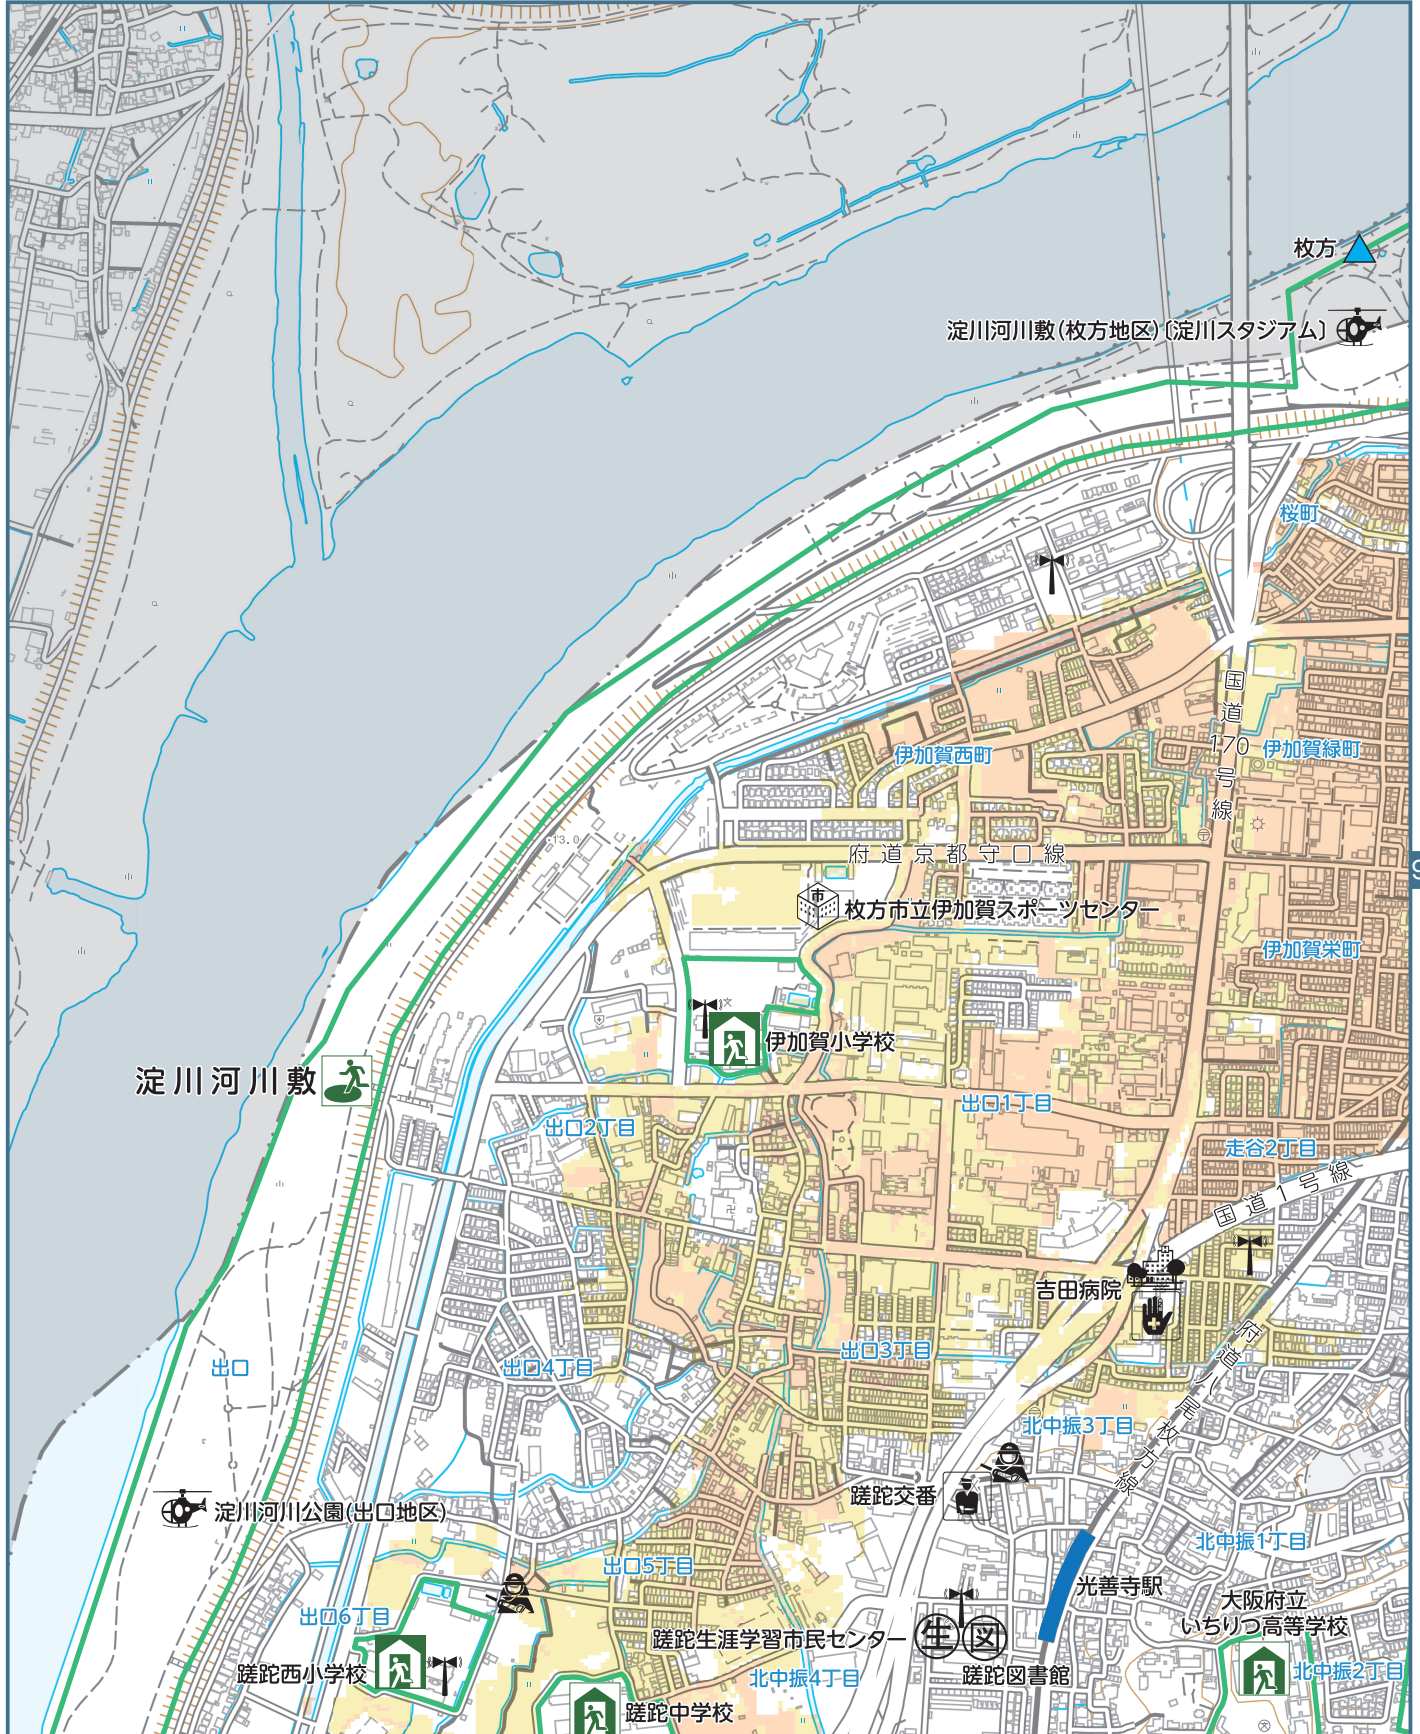 枚方
淀川河川敷(枚方地区)〔淀川スタジアム〕
桜町
国道170号線
伊加賀緑町
伊加賀西町
13.0
府道京都守口線
9
市
枚方市立伊加賀スポーツセンター
伊加賀栄町
文
伊加賀小学校
淀川河川敷
出口1丁目
出口2丁目
走谷2丁目
国道1号線
吉田病院
府道八尾枚方線
出口3丁目
出口
出口4丁目
北中振3丁目
蹉跎交番
淀川河川公園(出口地区)
北中振1丁目
出口5丁目
光善寺駅
大阪府立
いちりつ高等学校
出口6丁目
蹉跎生涯学習市民センター
生
図
蹉跎西小学校
蹉跎図書館
北中振4丁目
北中振2丁目
蹉跎中学校